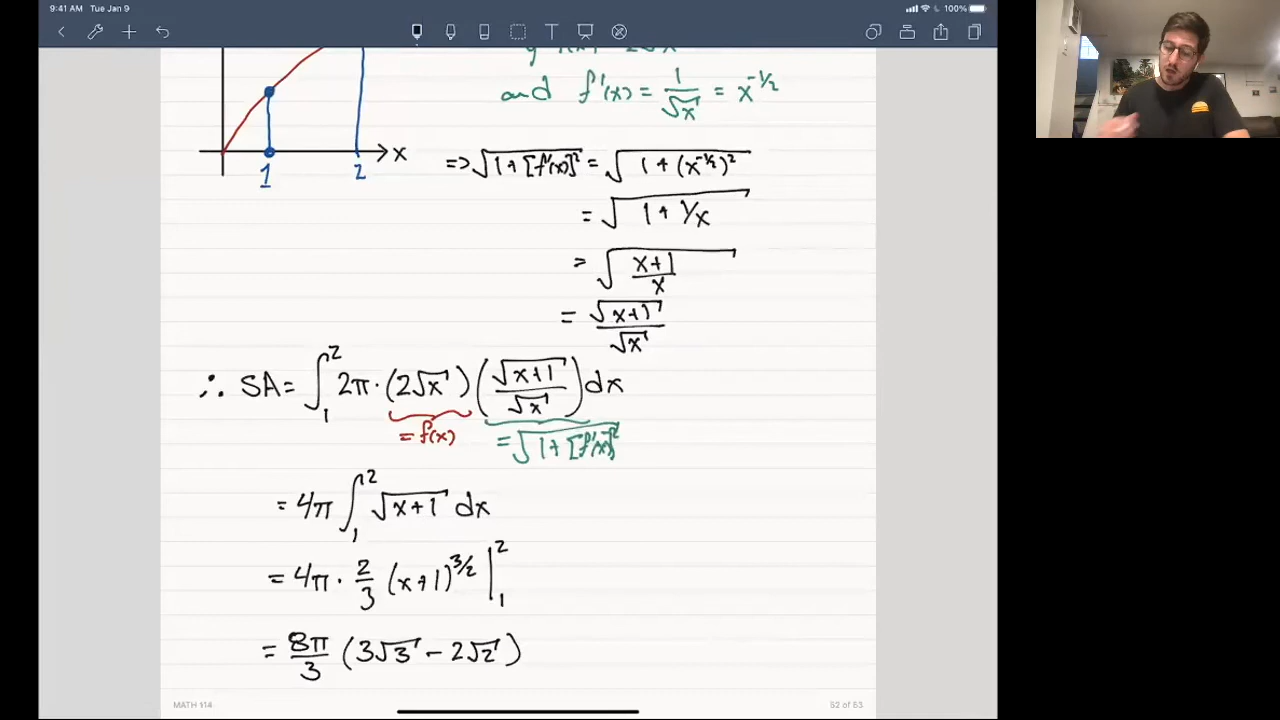 9:41 AM Tue Jan 9
100%
and f'(x) = 1/√x = x^(-1/2)
x
1 2
=> √(1+[f'(x)]²) = √(1+(x^(-1/2))²)
= √(1 + 1/x)
= √((x+1)/x)
= √(x+1)/√x
∴ SA = ∫₁² 2π·(2√x)(√(x+1)/√x)dx
= f(x)
= √(1+[f'(x)]²)
= 4π ∫₁² √(x+1) dx
= 4π · 2/3 (x+1)^(3/2) |₁²
= 8π/3 (3√3 − 2√2)
MATH 114
52 of 53